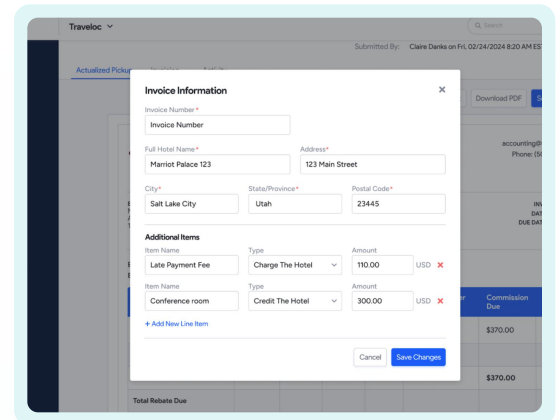 Traveloc
Search
Submitted By: Claire Danks on Fri, 02/24/2024 8:20 AM EST
Actualized Pickup
Invoice Information
Download PDF
Invoice Number*
Invoice Number
Full Hotel Name* Address*
Marriot Palace 123 123 Main Street
accounting@
Phone: (50
City* State/Province* Postal Code*
Salt Lake City Utah 23445
INV
DAT
DUE DAT
Additional Items
Item Name Type Amount
Late Payment Fee Charge The Hotel 110.00 USD
Item Name Type Amount
Conference room Credit The Hotel 300.00 USD
Commission
Due
+ Add New Line Item
$370.00
Cancel Save Changes
$370.00
Total Rebate Due